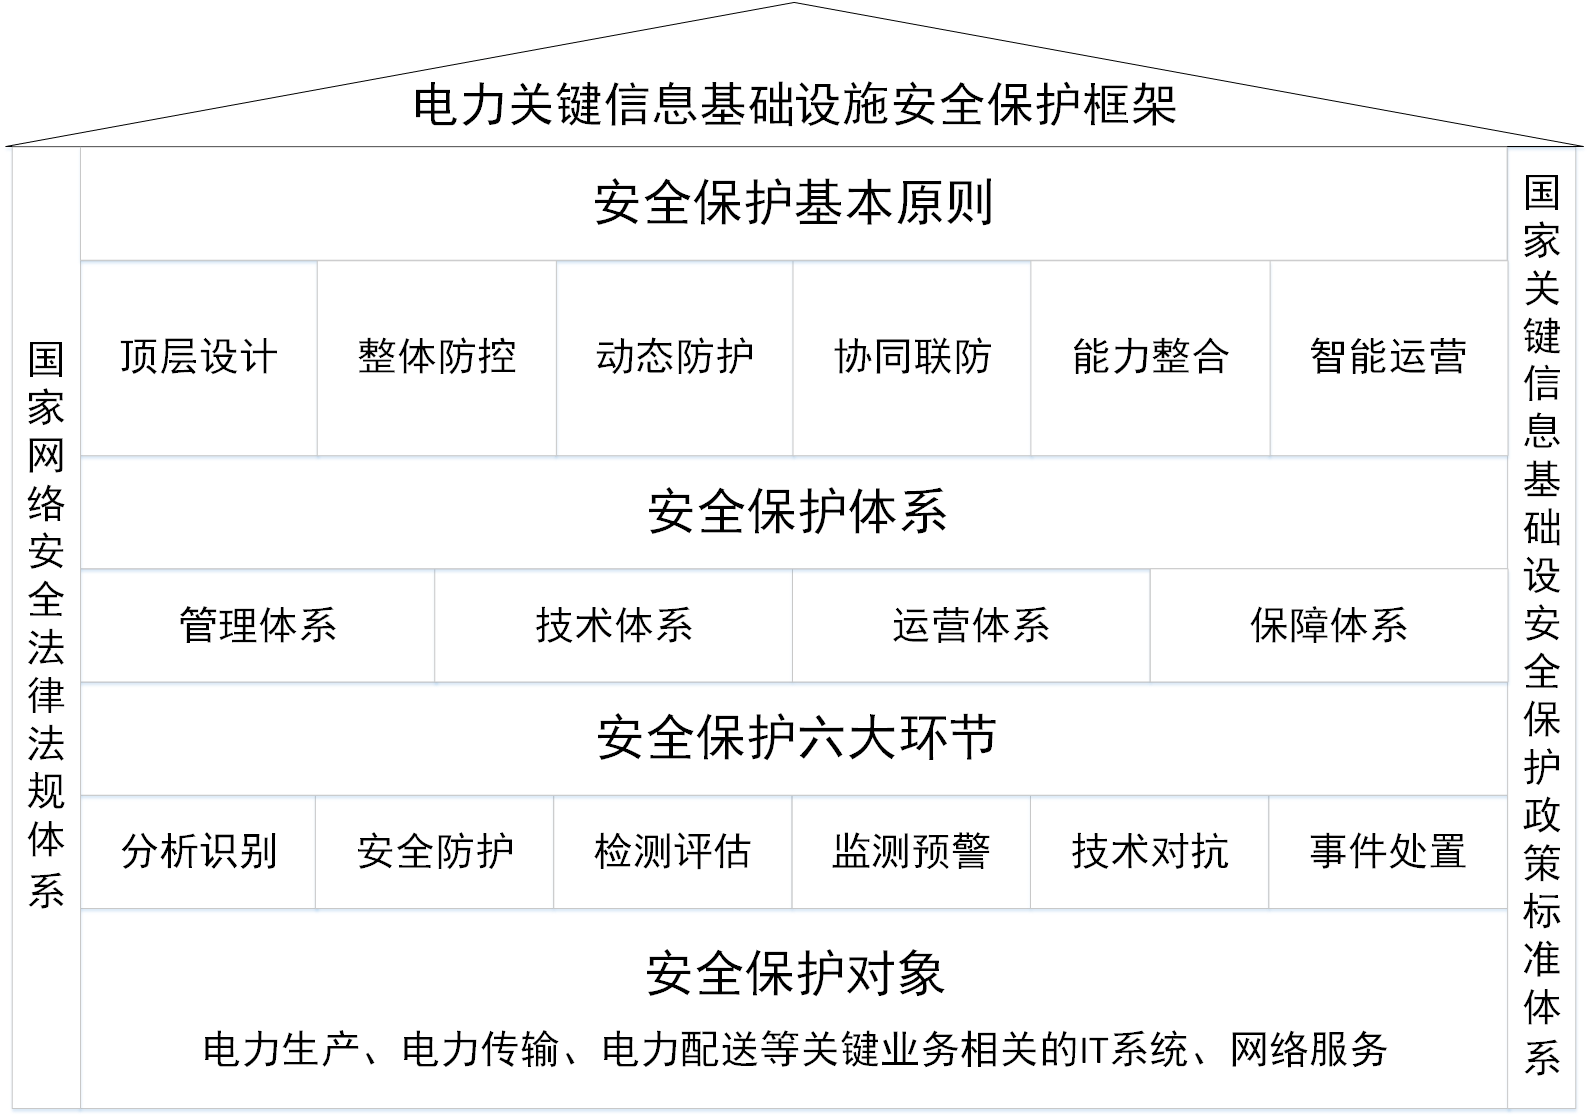 电力关键信息基础设施安全保护框架
国家网络安全法律法规体系
安全保护基本原则
顶层设计
整体防控
动态防护
协同联防
能力整合
智能运营
安全保护体系
管理体系
技术体系
运营体系
保障体系
安全保护六大环节
分析识别
安全防护
检测评估
监测预警
技术对抗
事件处置
安全保护对象
电力生产、电力传输、电力配送等关键业务相关的IT系统、网络服务
国家关键信息基础设施安全保护政策标准体系